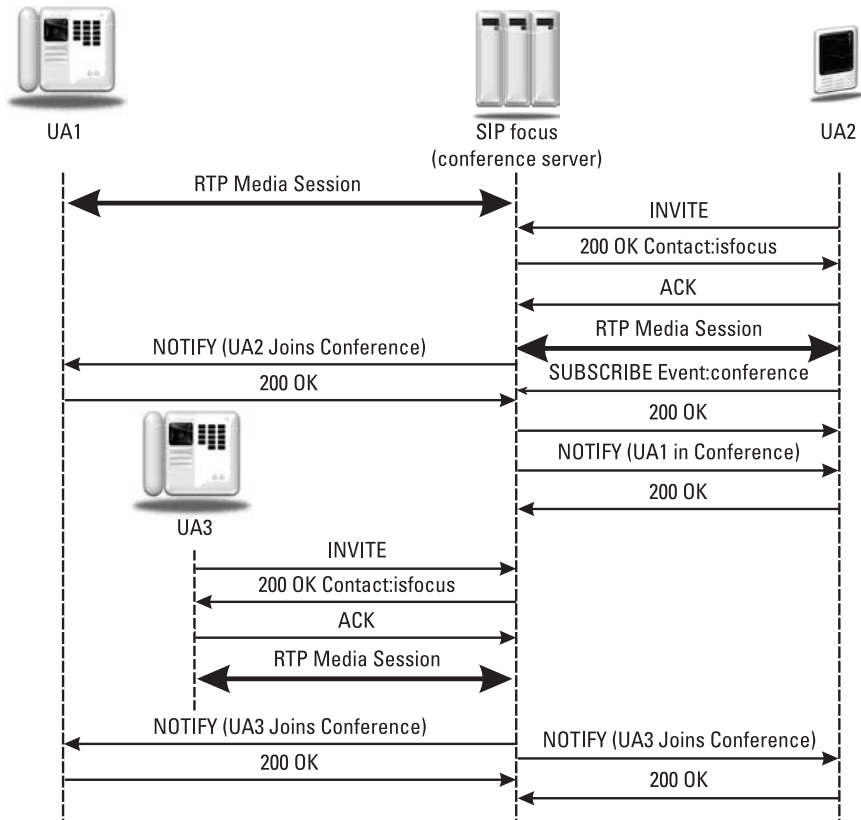 UA1
SIP focus
(conference server)
UA2
RTP Media Session
INVITE
200 OK Contact:isfocus
ACK
RTP Media Session
NOTIFY (UA2 Joins Conference)
SUBSCRIBE Event:conference
200 OK
200 OK
NOTIFY (UA1 in Conference)
200 OK
UA3
INVITE
200 OK Contact:isfocus
ACK
RTP Media Session
NOTIFY (UA3 Joins Conference)
NOTIFY (UA3 Joins Conference)
200 OK
200 OK